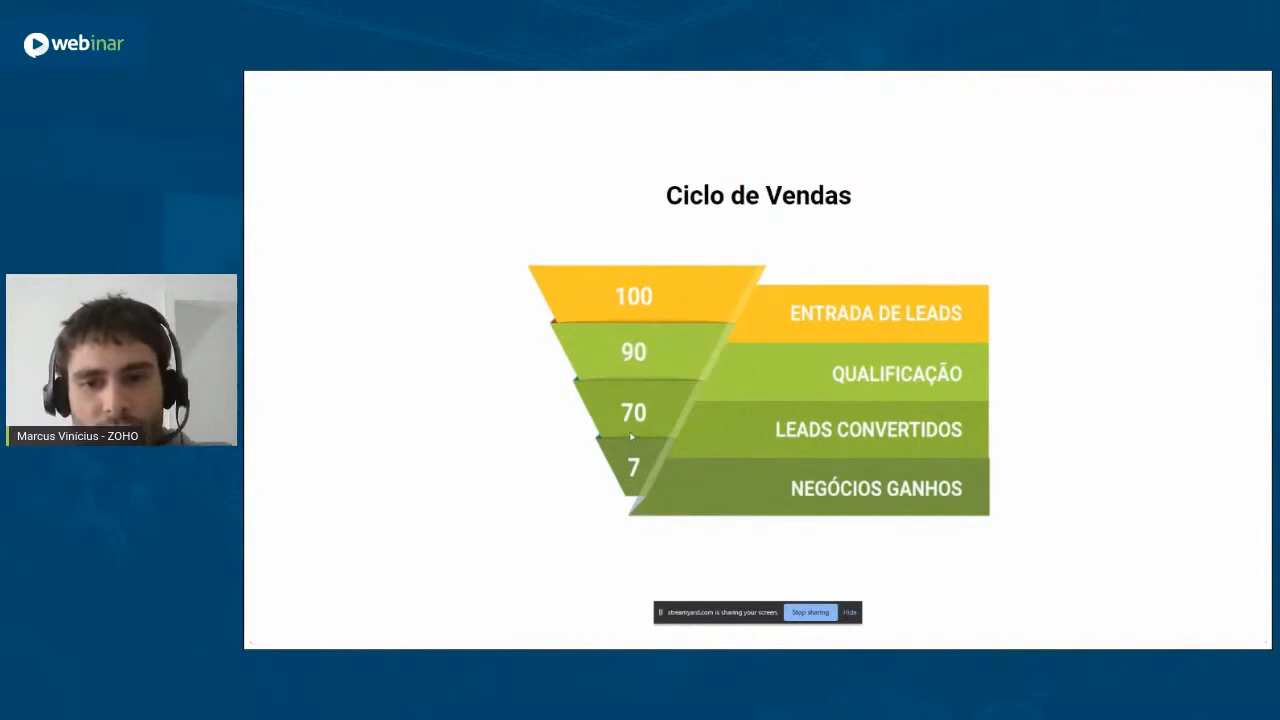 webinar
Ciclo de Vendas
100
ENTRADA DE LEADS
90
QUALIFICAÇÃO
70
LEADS CONVERTIDOS
7
NEGÓCIOS GANHOS
Marcus Vinícius - ZOHO
streamyard.com is sharing your screen.
Stop sharing
Hide